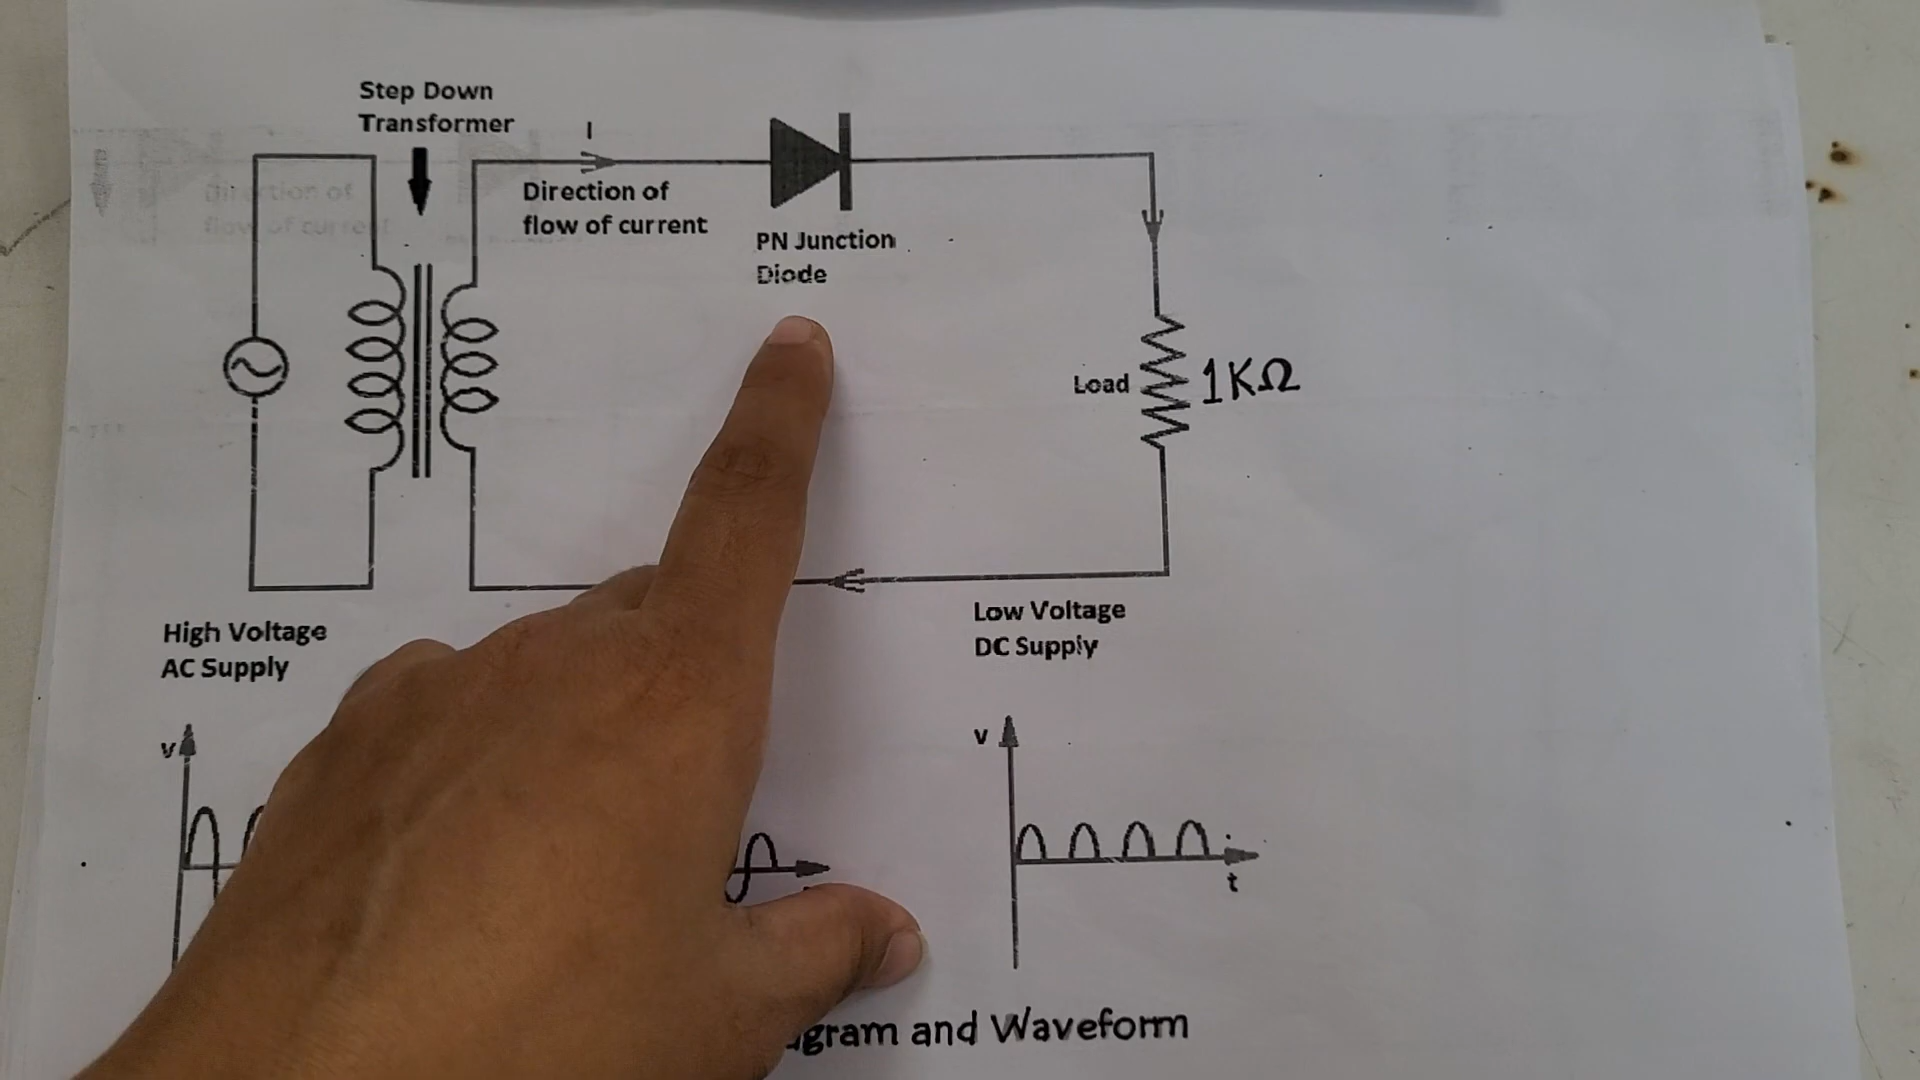 Step Down
Transformer
I
Direction of
flow of current
PN Junction
Diode
Load
1KΩ
High Voltage
AC Supply
Low Voltage
DC Supply
V
V
t
and Waveform